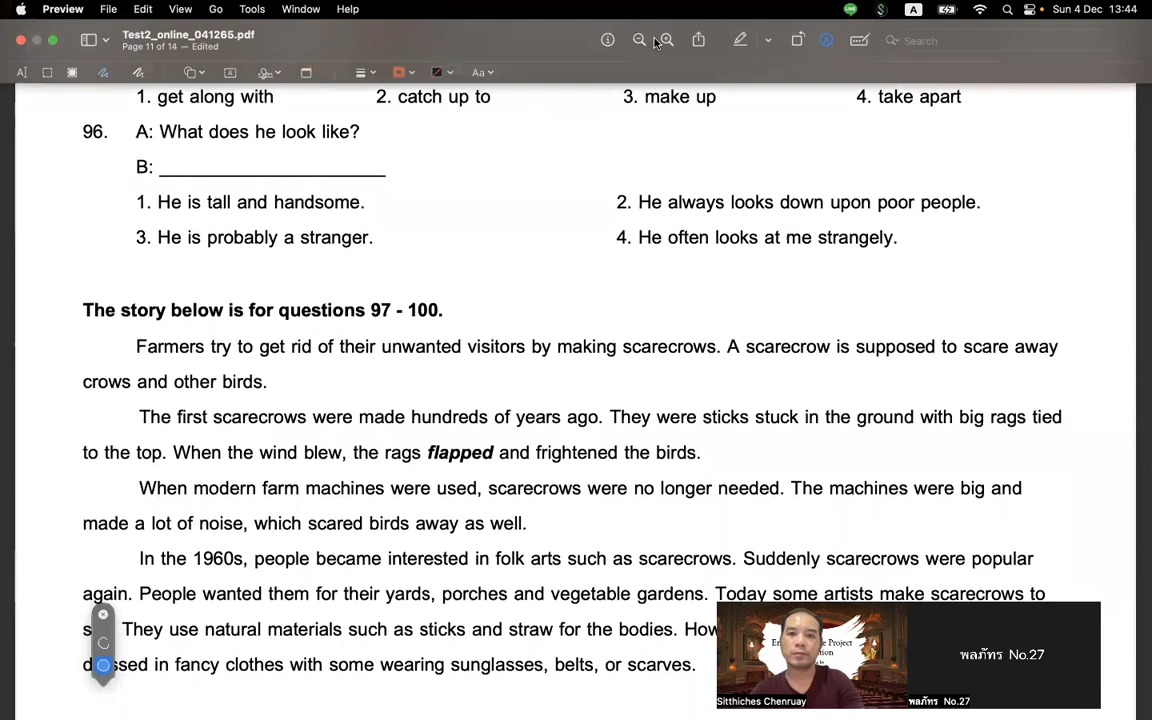 Preview File Edit View Go Tools Window Help A Sun 4 Dec 13:44
Test2_online_041265.pdf
Page 11 of 14 — Edited
Search
Aa
1. get along with 2. catch up to 3. make up 4. take apart
96. A: What does he look like?
B: ____________________
1. He is tall and handsome. 2. He always looks down upon poor people.
3. He is probably a stranger. 4. He often looks at me strangely.
The story below is for questions 97 - 100.
Farmers try to get rid of their unwanted visitors by making scarecrows. A scarecrow is supposed to scare away
crows and other birds.
The first scarecrows were made hundreds of years ago. They were sticks stuck in the ground with big rags tied
to the top. When the wind blew, the rags flapped and frightened the birds.
When modern farm machines were used, scarecrows were no longer needed. The machines were big and
made a lot of noise, which scared birds away as well.
In the 1960s, people became interested in folk arts such as scarecrows. Suddenly scarecrows were popular
again. People wanted them for their yards, porches and vegetable gardens. Today some artists make scarecrows to
They use natural materials such as sticks and straw for the bodies.
in fancy clothes with some wearing sunglasses, belts, or scarves.
พลภัทร No.27
Sitthiches Chenruay
พลภัทร No.27